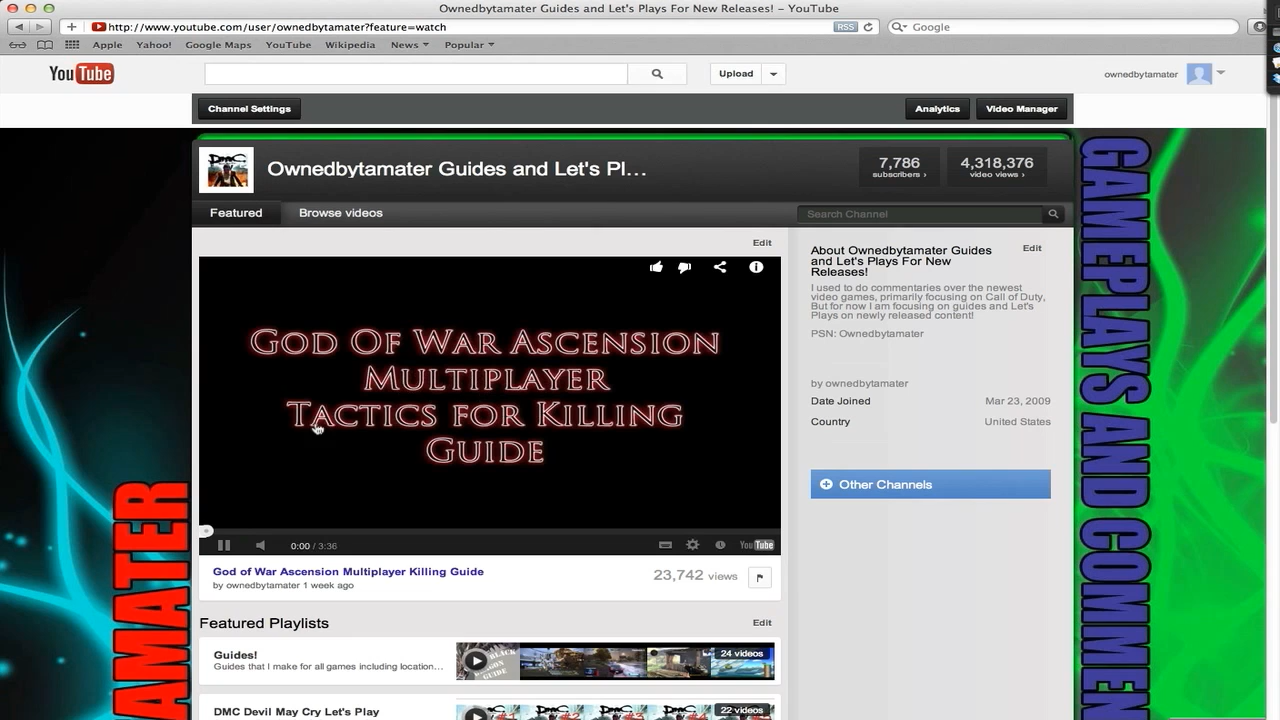 Ownedbytamater Guides and Let's Plays For New Releases! – YouTube
http://www.youtube.com/user/ownedbytamater?feature=watch
RSS
Google
Apple
Yahoo!
Google Maps
YouTube
Wikipedia
News
Popular
YouTube
Upload
ownedbytamater
Channel Settings
Analytics
Video Manager
Ownedbytamater Guides and Let's Pl...
7,786
subscribers ›
4,318,376
video views ›
Featured
Browse videos
Search Channel
Edit
GOD OF WAR ASCENSION
MULTIPLAYER
TACTICS FOR KILLING
GUIDE
0:00 / 3:36
YouTube
God of War Ascension Multiplayer Killing Guide
by ownedbytamater 1 week ago
23,742 views
Featured Playlists
Edit
Guides!
Guides that I make for all games including location...
24 videos
DMC Devil May Cry Let's Play
22 videos
About Ownedbytamater Guides
and Let's Plays For New
Releases!
Edit
I used to do commentaries over the newest
video games, primarily focusing on Call of Duty,
But for now I am focusing on guides and Let's
Plays on newly released content!
PSN: Ownedbytamater
by ownedbytamater
Date Joined
Mar 23, 2009
Country
United States
Other Channels
AMATER
GAMEPLAYS AND COMMEN